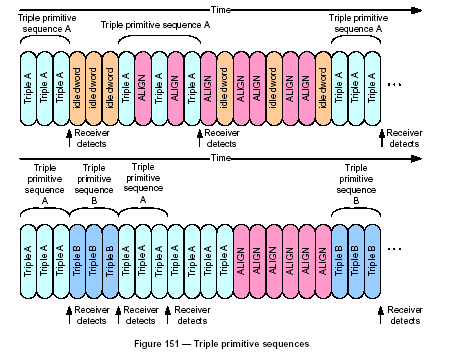 Time
Triple primitive
sequence A
Triple primitive sequence A
Triple primitive
sequence A
Triple A
Triple A
Triple A
idle dword
idle dword
idle dword
Triple A
ALIGN
Triple A
ALIGN
Triple A
ALIGN
idle dword
ALIGN
ALIGN
idle dword
ALIGN
ALIGN
idle dword
Triple A
Triple A
Triple A
...
Receiver
detects
Receiver
detects
Receiver
detects
Time
Triple
primitive
sequence
A
Triple
primitive
sequence
B
Triple
primitive
sequence
A
Triple
primitive
sequence
B
Triple A
Triple A
Triple A
Triple B
Triple B
Triple B
Triple A
Triple A
Triple A
Triple A
Triple A
Triple A
Triple A
ALIGN
ALIGN
ALIGN
ALIGN
ALIGN
ALIGN
Triple B
Triple B
Triple B
...
Receiver
detects
Receiver
detects
Receiver
detects
Receiver
detects
Figure 151 — Triple primitive sequences